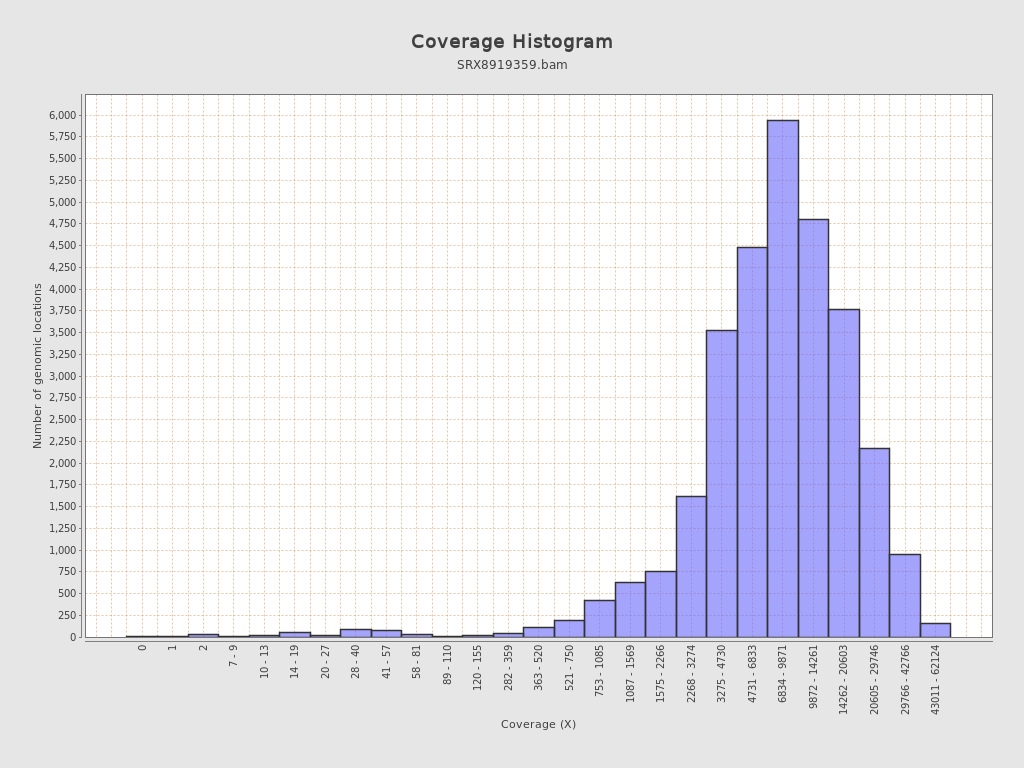 Coverage Histogram
SRX8919359.bam
Number of genomic locations
6,000
5,750
5,500
5,250
5,000
4,750
4,500
4,250
4,000
3,750
3,500
3,250
3,000
2,750
2,500
2,250
2,000
1,750
1,500
1,250
1,000
750
500
250
0
0
1
2
7 - 9
10 - 13
14 - 19
20 - 27
28 - 40
41 - 57
58 - 81
89 - 110
120 - 155
282 - 359
363 - 520
521 - 750
753 - 1085
1087 - 1569
1575 - 2266
2268 - 3274
3275 - 4730
4731 - 6833
6834 - 9871
9872 - 14261
14262 - 20603
20605 - 29746
29766 - 42766
43011 - 62124
Coverage (X)